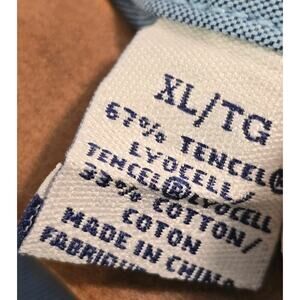 XL/TG
67% TENCEL®
LYOCELL/
TENCEL®LYOCELL
33% COTTON/
COTON
MADE IN CHINA